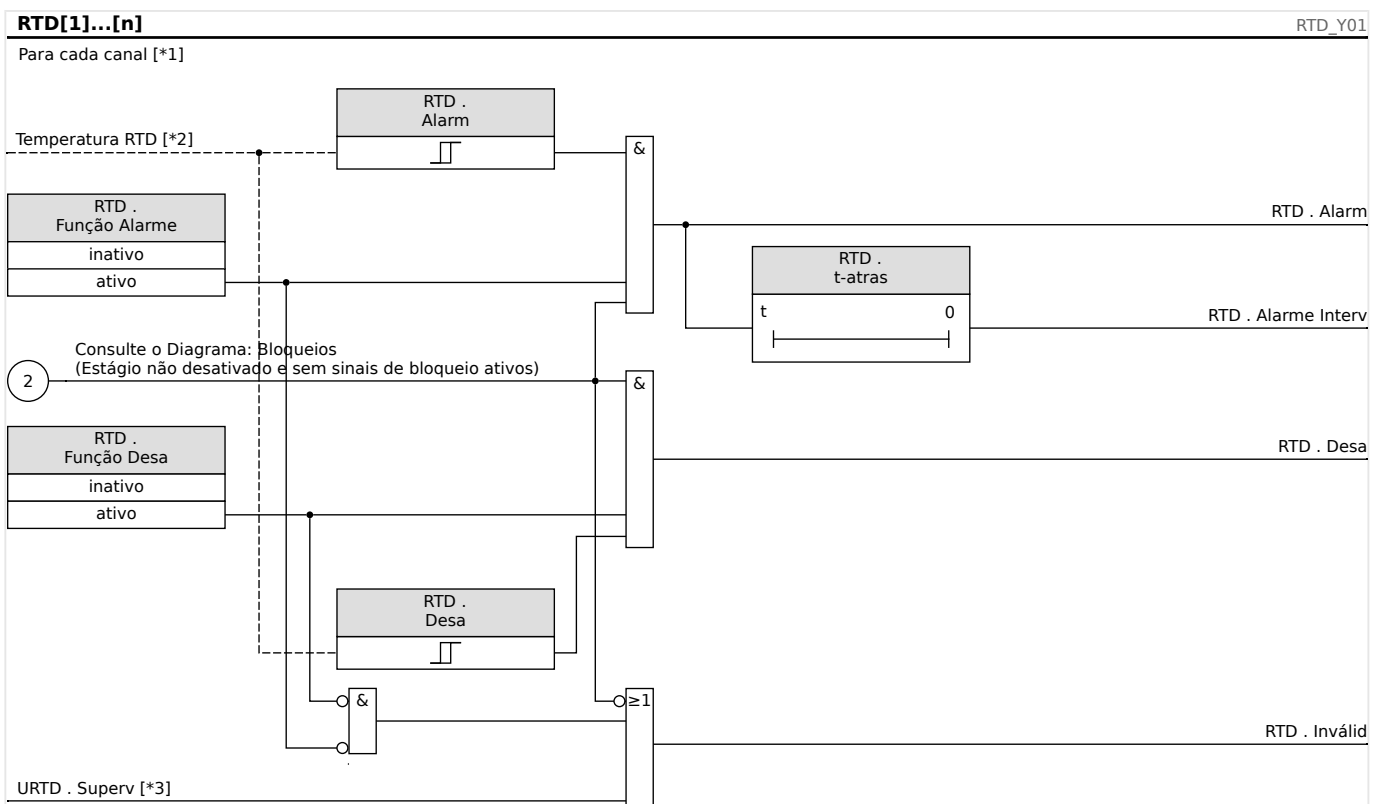 RTD[1]...[n]
RTD_Y01
Para cada canal [*1]
RTD .
Alarm
Temperatura RTD [*2]
&
RTD .
Função Alarme
inativo
ativo
RTD . Alarm
RTD .
t-atras
t 0
RTD . Alarme Interv
Consulte o Diagrama: Bloqueios
(Estágio não desativado e sem sinais de bloqueio ativos)
2
&
RTD .
Função Desa
inativo
ativo
RTD . Desa
RTD .
Desa
&
≥1
RTD . Inválid
URTD . Superv [*3]